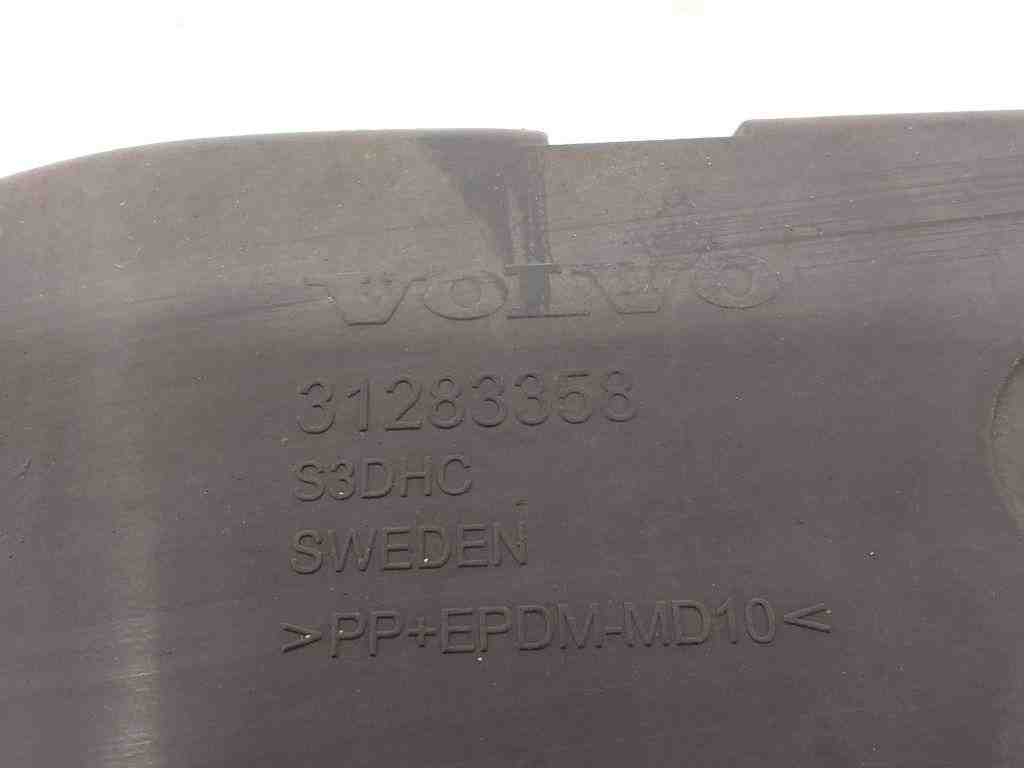 VOLVO
31283358
S3DHC
SWEDEN
>PP+EPDM-MD10<